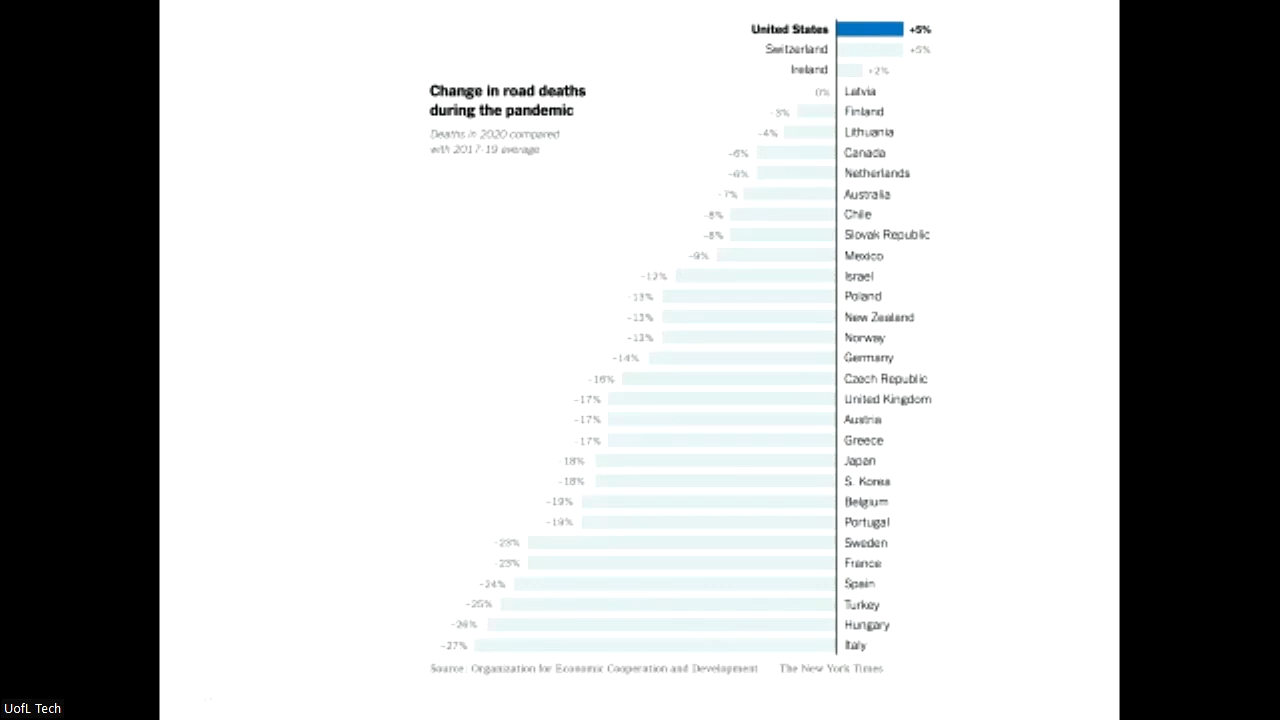 United States +5%
Switzerland +5%
Ireland +2%
Change in road deaths
during the pandemic
Deaths in 2020 compared
with 2017-19 average
0% Latvia
-3% Finland
-4% Lithuania
-6% Canada
-6% Netherlands
-7% Australia
-8% Chile
-8% Slovak Republic
-9% Mexico
-12% Israel
-13% Poland
-13% New Zealand
-13% Norway
-14% Germany
-16% Czech Republic
-17% United Kingdom
-17% Austria
-17% Greece
-18% Japan
-18% S. Korea
-19% Belgium
-19% Portugal
-23% Sweden
-23% France
-24% Spain
-25% Turkey
-26% Hungary
-27% Italy
Source: Organization for Economic Cooperation and Development The New York Times
UofL Tech